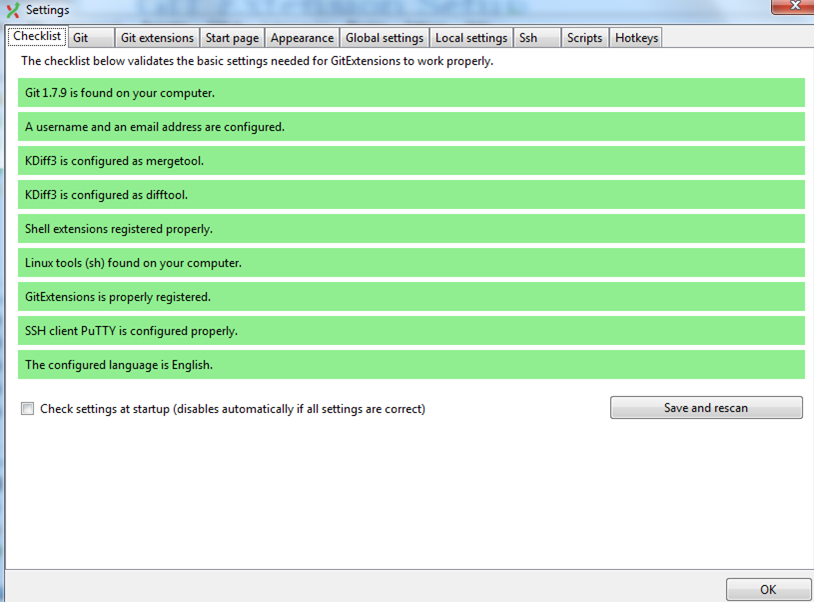 Settings
Checklist Git Git extensions Start page Appearance Global settings Local settings Ssh Scripts Hotkeys
The checklist below validates the basic settings needed for GitExtensions to work properly.
Git 1.7.9 is found on your computer.
A username and an email address are configured.
KDiff3 is configured as mergetool.
KDiff3 is configured as difftool.
Shell extensions registered properly.
Linux tools (sh) found on your computer.
GitExtensions is properly registered.
SSH client PuTTY is configured properly.
The configured language is English.
Check settings at startup (disables automatically if all settings are correct) Save and rescan
OK